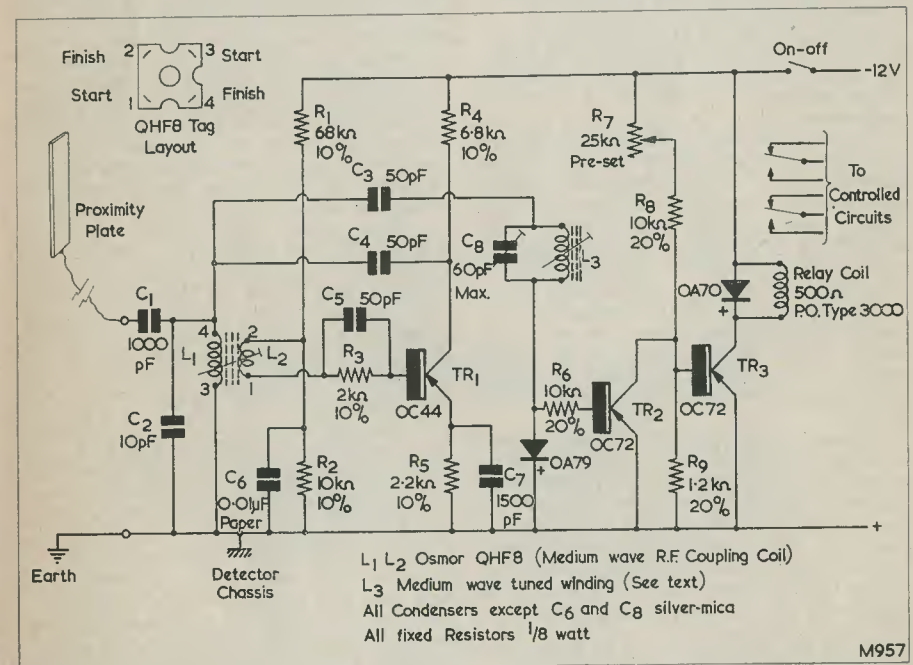 Finish 2 3 Start
Start 1 4 Finish
QHF8 Tag
Layout
On-off
-12V
Proximity
Plate
R1
68kΩ
10%
R4
6.8kΩ
10%
R7
25kΩ
Pre-set
C3 50pF
C4
50pF
C8
60pF
Max.
L3
R8
10kΩ
20%
To
Controlled
Circuits
OA70
+
Relay Coil
500Ω
P.O. Type 3000
C1
1000
pF
4 2
L1 L2
3 1
C5
50pF
R3
2kΩ
10%
OC44
TR1
R6
10kΩ
20%
OC72
TR2
OC72
TR3
C2
10pF
C6
0.01µF
Paper
R2
10kΩ
10%
R5
2.2kΩ
10%
C7
1500
pF
OA79
+
R9
1.2kΩ
20%
+
Earth
Detector
Chassis
L1 L2 Osmor QHF8 (Medium wave R.F. Coupling Coil)
L3 Medium wave tuned winding (See text)
All Condensers except C6 and C8 silver-mica
All fixed Resistors 1/8 watt
M957